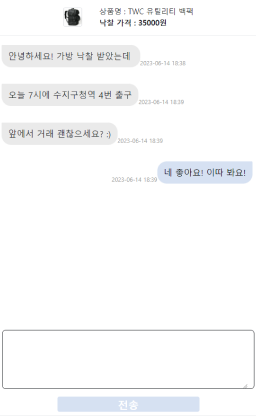 상품명 : TWC 유틸리티 백팩
낙찰 가격 : 35000원
안녕하세요! 가방 낙찰 받았는데
2023-06-14 18:38
오늘 7시에 수지구청역 4번 출구
2023-06-14 18:39
앞에서 거래 괜찮으세요? :)
2023-06-14 18:39
2023-06-14 18:39
네 좋아요! 이따 봐요!
전송